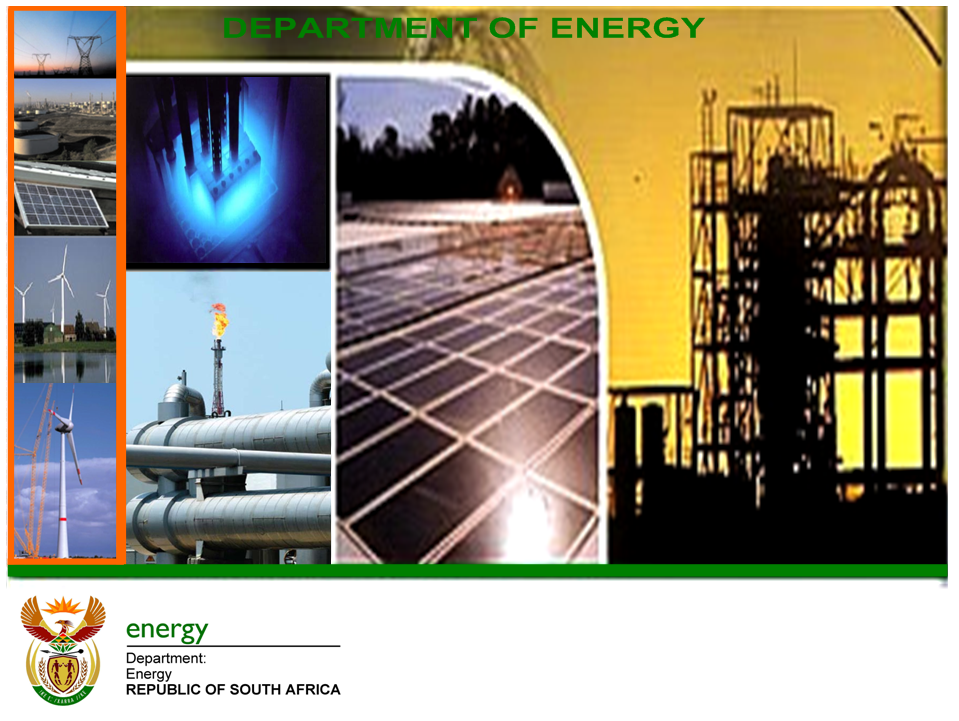 DEPARTMENT OF ENERGY
energy
Department:
Energy
REPUBLIC OF SOUTH AFRICA